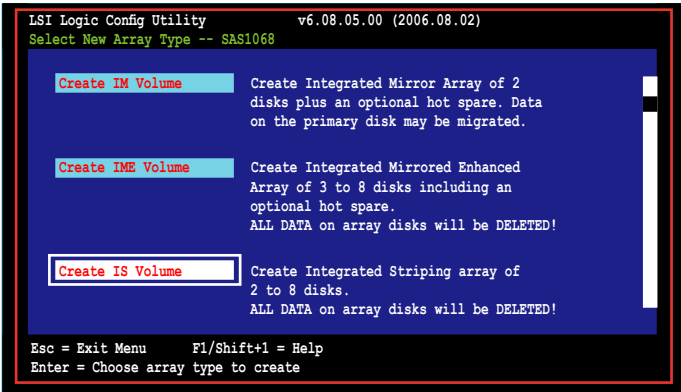 LSI Logic Config Utility v6.08.05.00 (2006.08.02)
Select New Array Type -- SAS1068
Create IM Volume Create Integrated Mirror Array of 2
disks plus an optional hot spare. Data
on the primary disk may be migrated.
Create IME Volume Create Integrated Mirrored Enhanced
Array of 3 to 8 disks including an
optional hot spare.
ALL DATA on array disks will be DELETED!
Create IS Volume Create Integrated Striping array of
2 to 8 disks.
ALL DATA on array disks will be DELETED!
Esc = Exit Menu F1/Shift+1 = Help
Enter = Choose array type to create